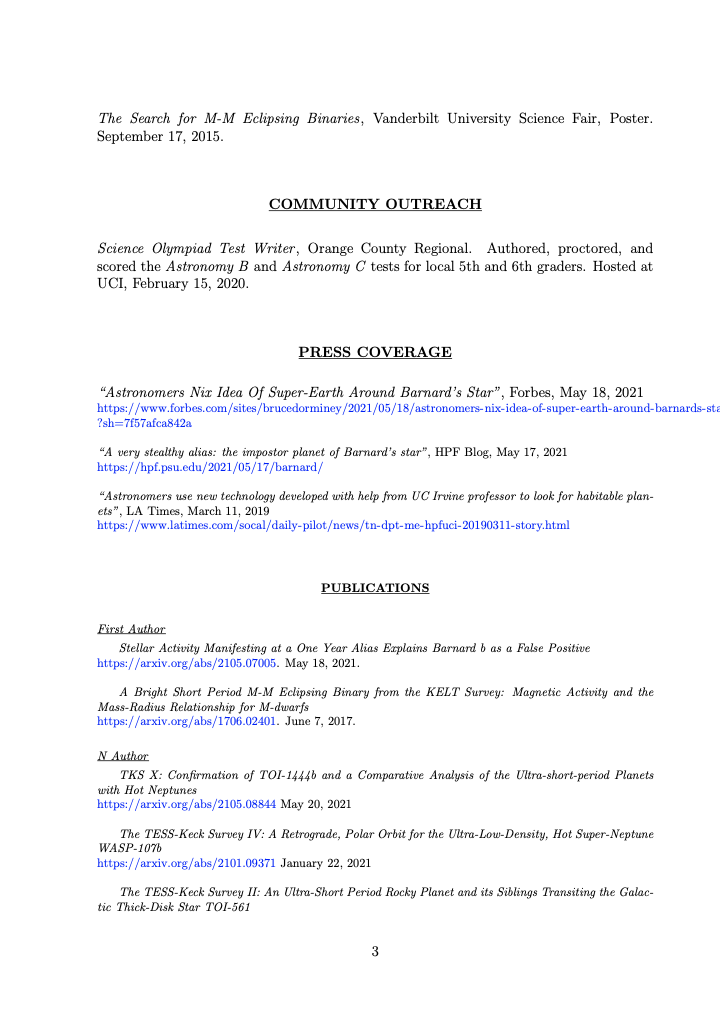 The Search for M-M Eclipsing Binaries, Vanderbilt University Science Fair, Poster.
September 17, 2015.
COMMUNITY OUTREACH
Science Olympiad Test Writer, Orange County Regional. Authored, proctored, and
scored the Astronomy B and Astronomy C tests for local 5th and 6th graders. Hosted at
UCI, February 15, 2020.
PRESS COVERAGE
“Astronomers Nix Idea Of Super-Earth Around Barnard’s Star”, Forbes, May 18, 2021
https://www.forbes.com/sites/brucedorminey/2021/05/18/astronomers-nix-idea-of-super-earth-around-barnards-sta
?sh=7f57afca842a
“A very stealthy alias: the impostor planet of Barnard’s star”, HPF Blog, May 17, 2021
https://hpf.psu.edu/2021/05/17/barnard/
“Astronomers use new technology developed with help from UC Irvine professor to look for habitable plan-
ets”, LA Times, March 11, 2019
https://www.latimes.com/socal/daily-pilot/news/tn-dpt-me-hpfuci-20190311-story.html
PUBLICATIONS
First Author
Stellar Activity Manifesting at a One Year Alias Explains Barnard b as a False Positive
https://arxiv.org/abs/2105.07005. May 18, 2021.
A Bright Short Period M-M Eclipsing Binary from the KELT Survey: Magnetic Activity and the
Mass-Radius Relationship for M-dwarfs
https://arxiv.org/abs/1706.02401. June 7, 2017.
N Author
TKS X: Confirmation of TOI-1444b and a Comparative Analysis of the Ultra-short-period Planets
with Hot Neptunes
https://arxiv.org/abs/2105.08844 May 20, 2021
The TESS-Keck Survey IV: A Retrograde, Polar Orbit for the Ultra-Low-Density, Hot Super-Neptune
WASP-107b
https://arxiv.org/abs/2101.09371 January 22, 2021
The TESS-Keck Survey II: An Ultra-Short Period Rocky Planet and its Siblings Transiting the Galac-
tic Thick-Disk Star TOI-561
3